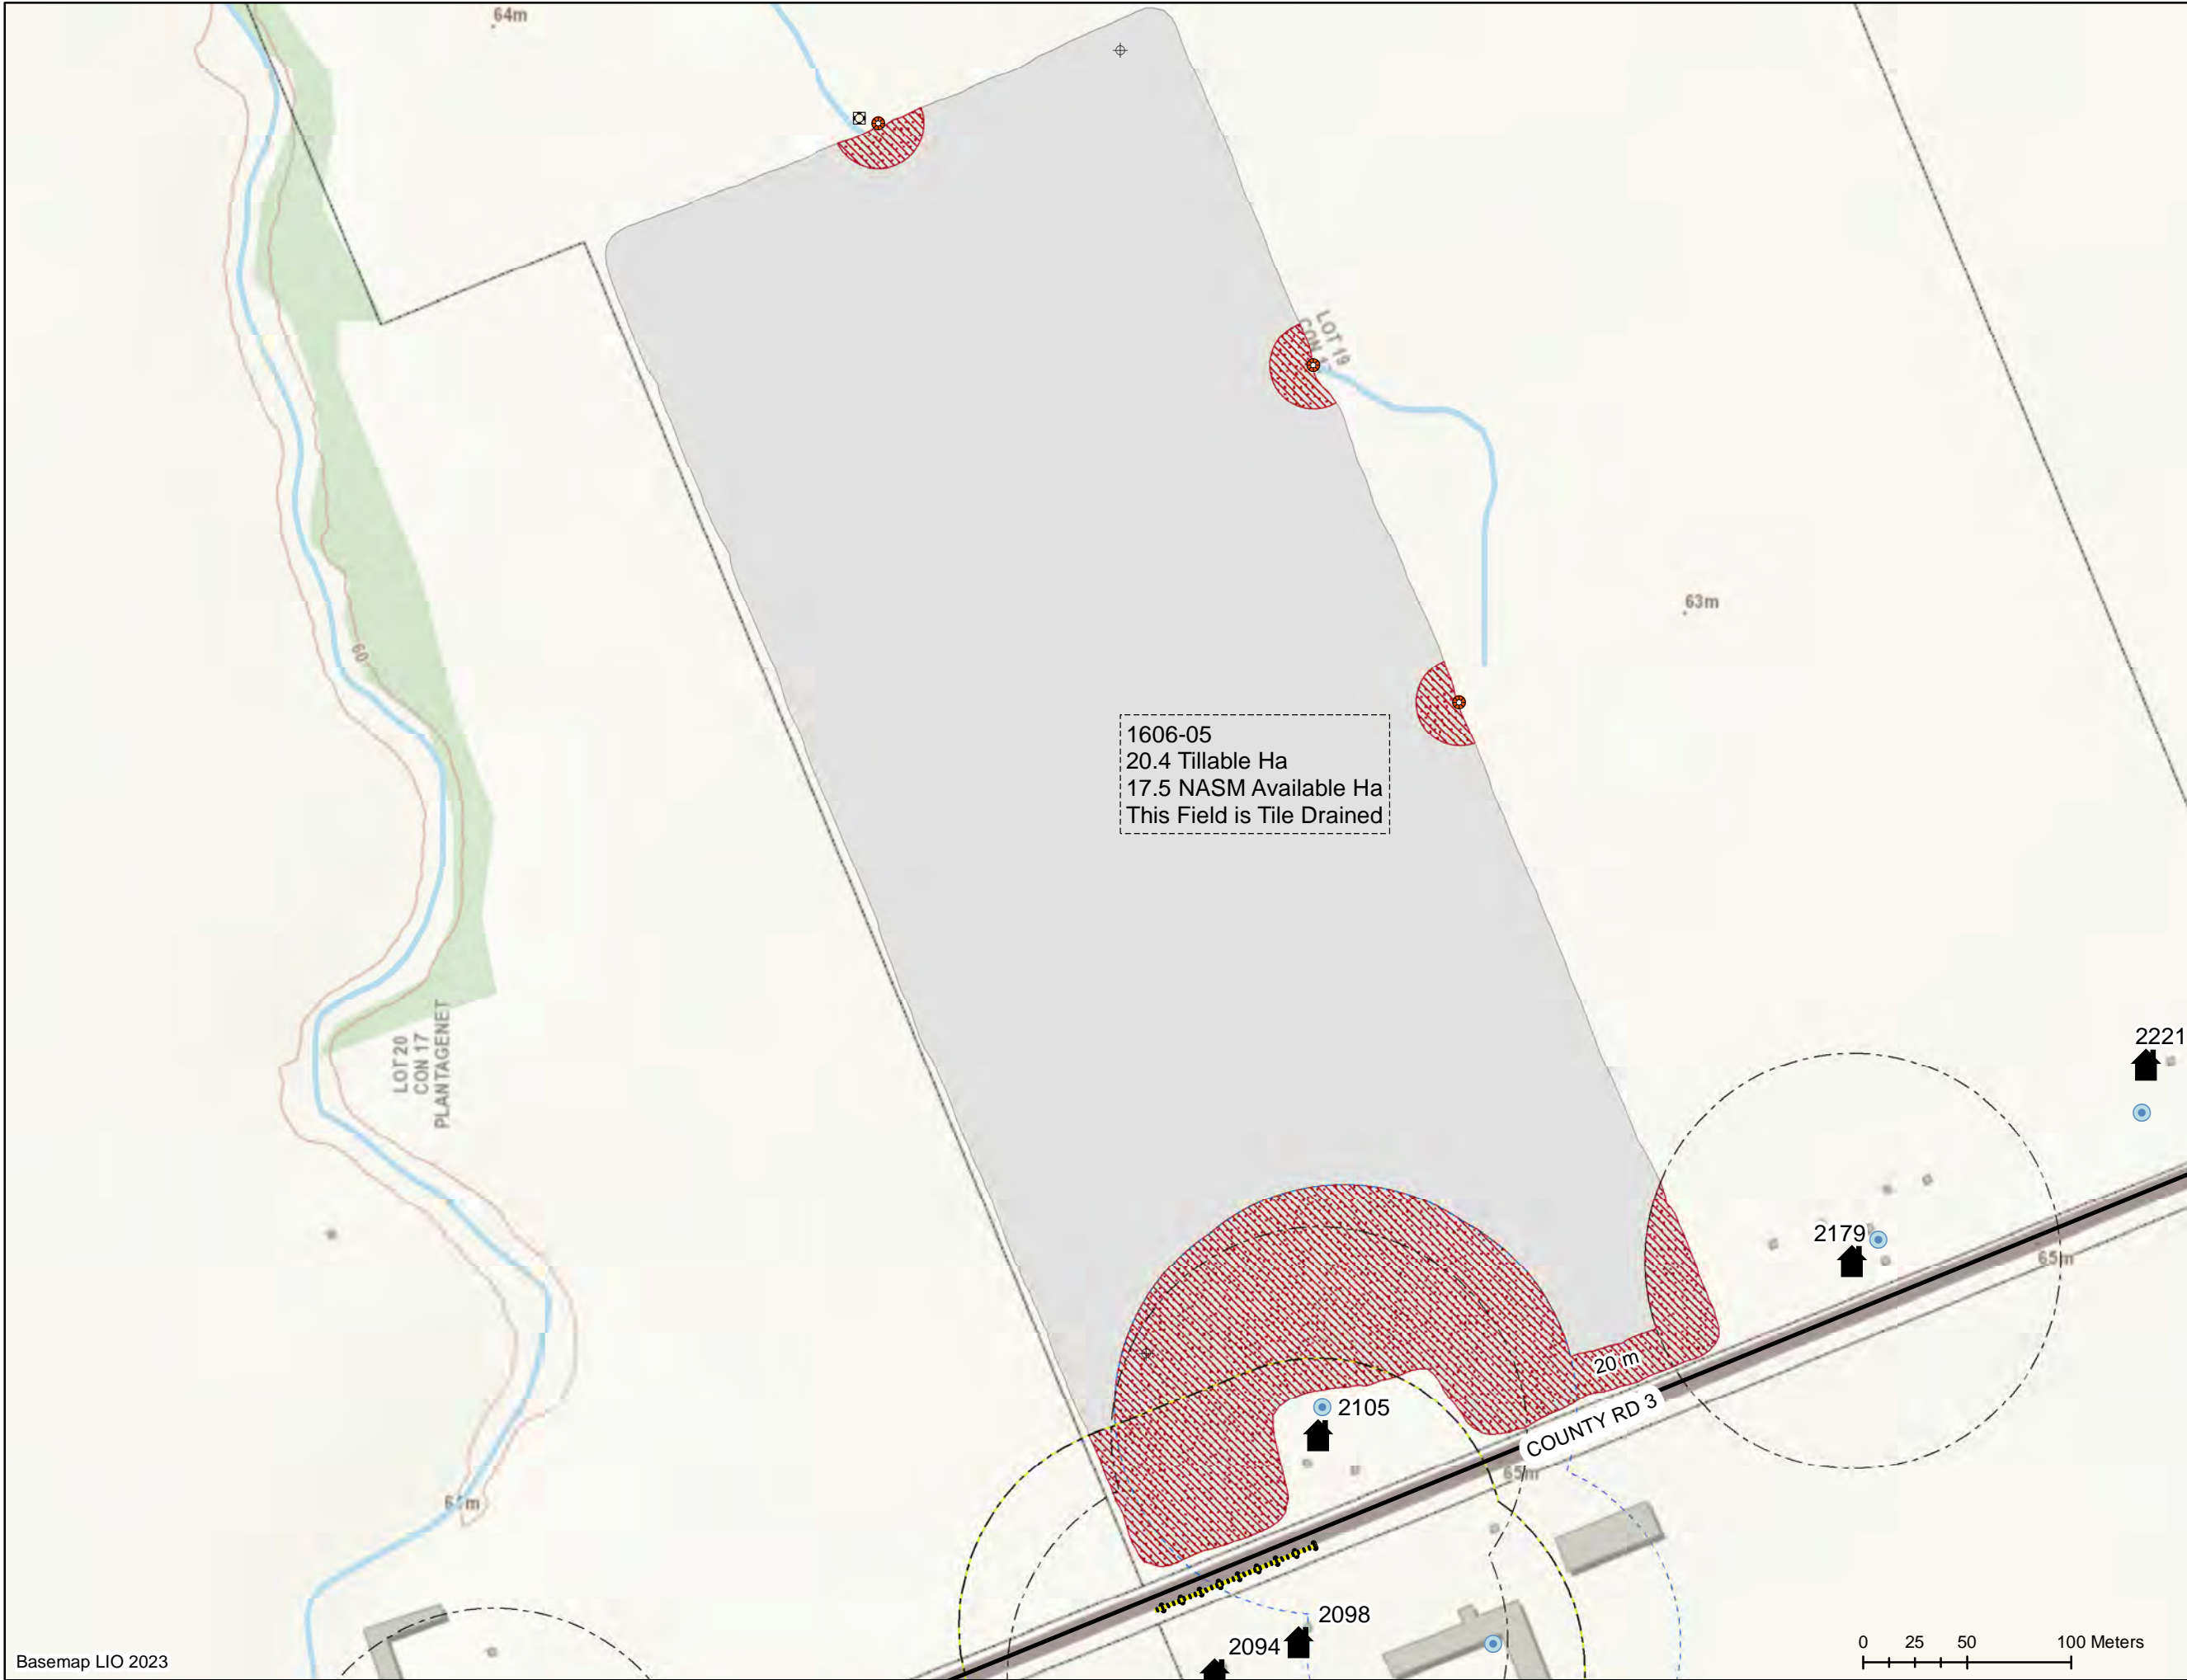 64m
LOT 19
CON
63m
60
1606-05
20.4 Tillable Ha
17.5 NASM Available Ha
This Field is Tile Drained
LOT 20
CON 17
PLANTAGENET
2221
2179
65m
20 m
2105
COUNTY RD 3
65m
2098
2094
0 25 50 100 Meters
Basemap LIO 2023